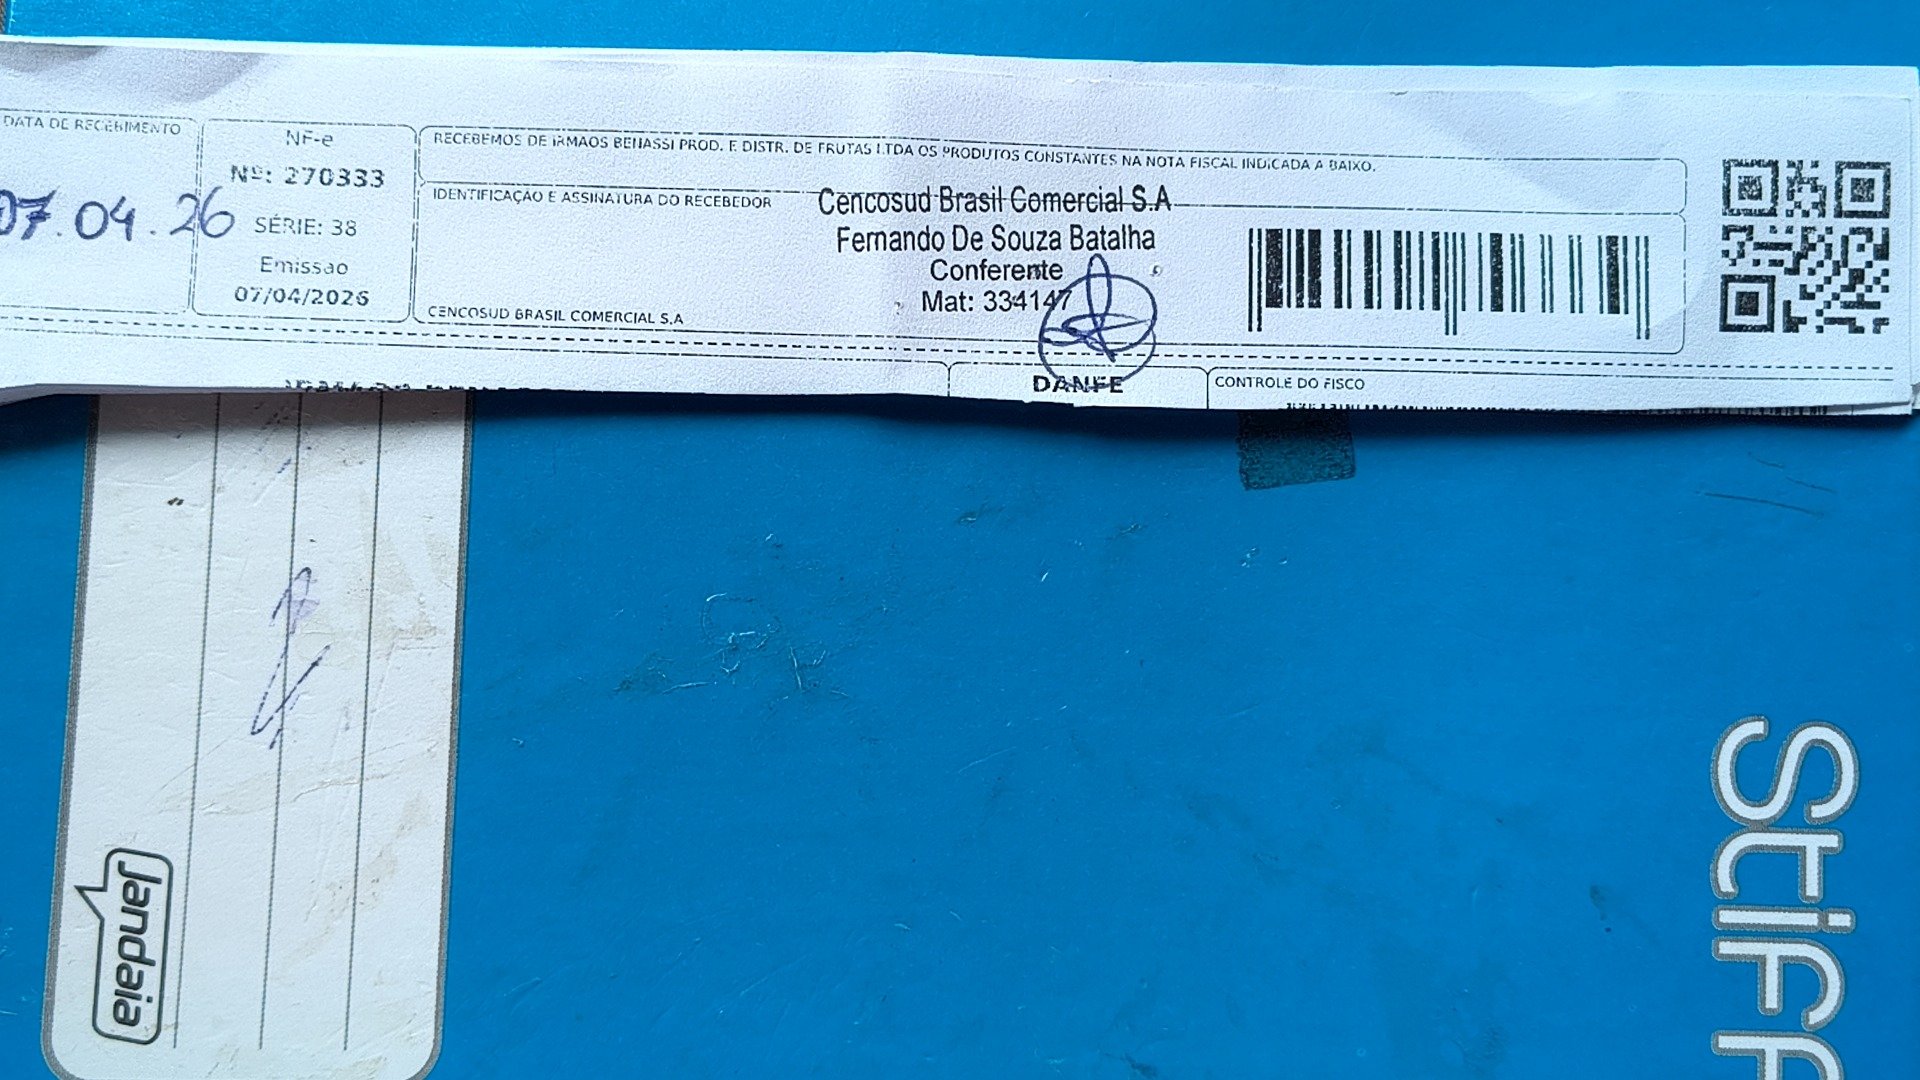 DATA DE RECEBIMENTO
07.04.26
NF-e
Nº: 270333
SÉRIE: 38
Emissao
07/04/2026
RECEBEMOS DE IRMAOS BENASSI PROD. E DISTR. DE FRUTAS LTDA OS PRODUTOS CONSTANTES NA NOTA FISCAL INDICADA A BAIXO.
IDENTIFICAÇÃO E ASSINATURA DO RECEBEDOR
Cencosud Brasil Comercial S.A
Fernando De Souza Batalha
Conferente
Mat: 334147
CENCOSUD BRASIL COMERCIAL S.A
DANFE
CONTROLE DO FISCO
Jandaia
Stiff